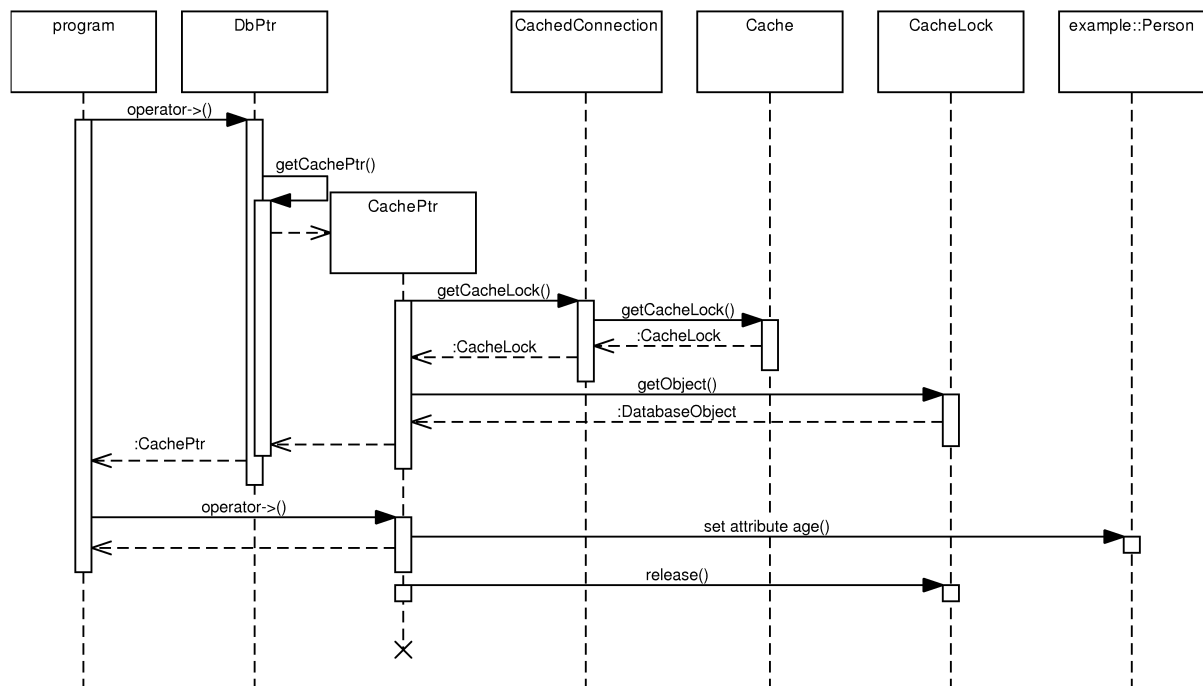 program
DbPtr
CachedConnection
Cache
CacheLock
example::Person
operator->()
getCachePtr()
CachePtr
getCacheLock()
getCacheLock()
:CacheLock
:CacheLock
getObject()
:DatabaseObject
:CachePtr
operator->()
set attribute age()
release()